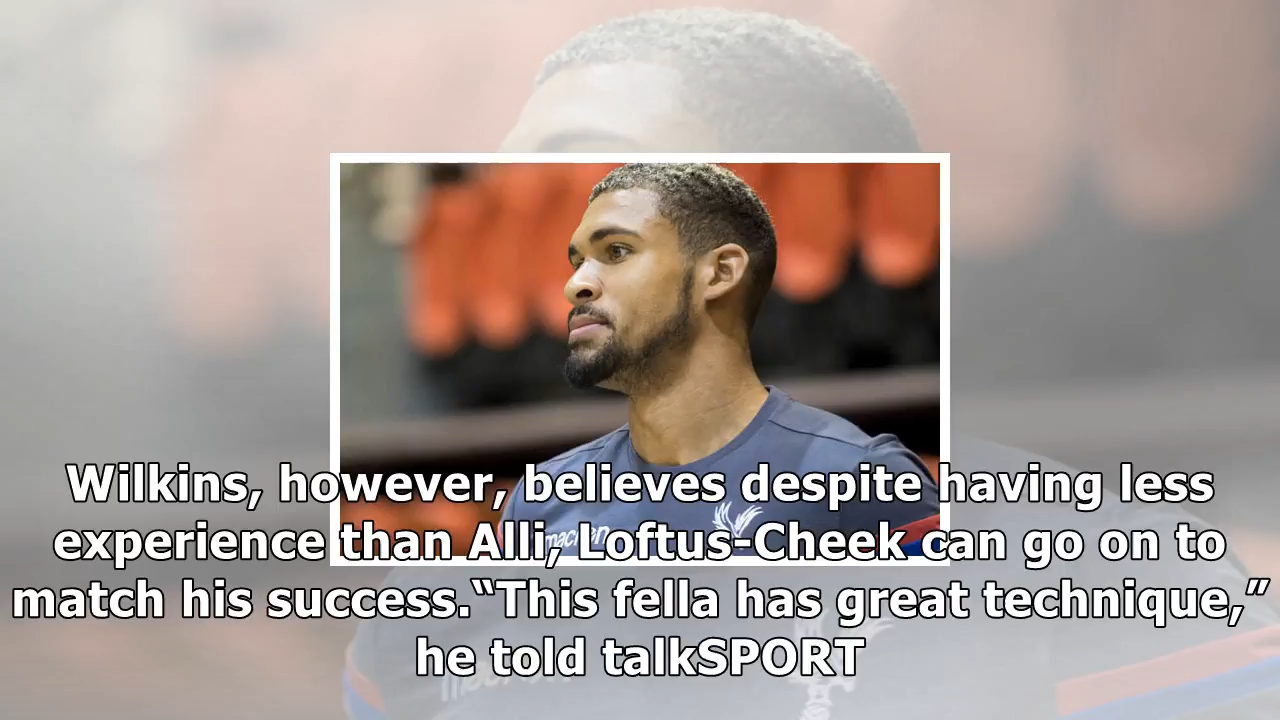 macron
Wilkins, however, believes despite having less
experience than Alli, Loftus-Cheek can go on to
match his success.“This fella has great technique,”
he told talkSPORT